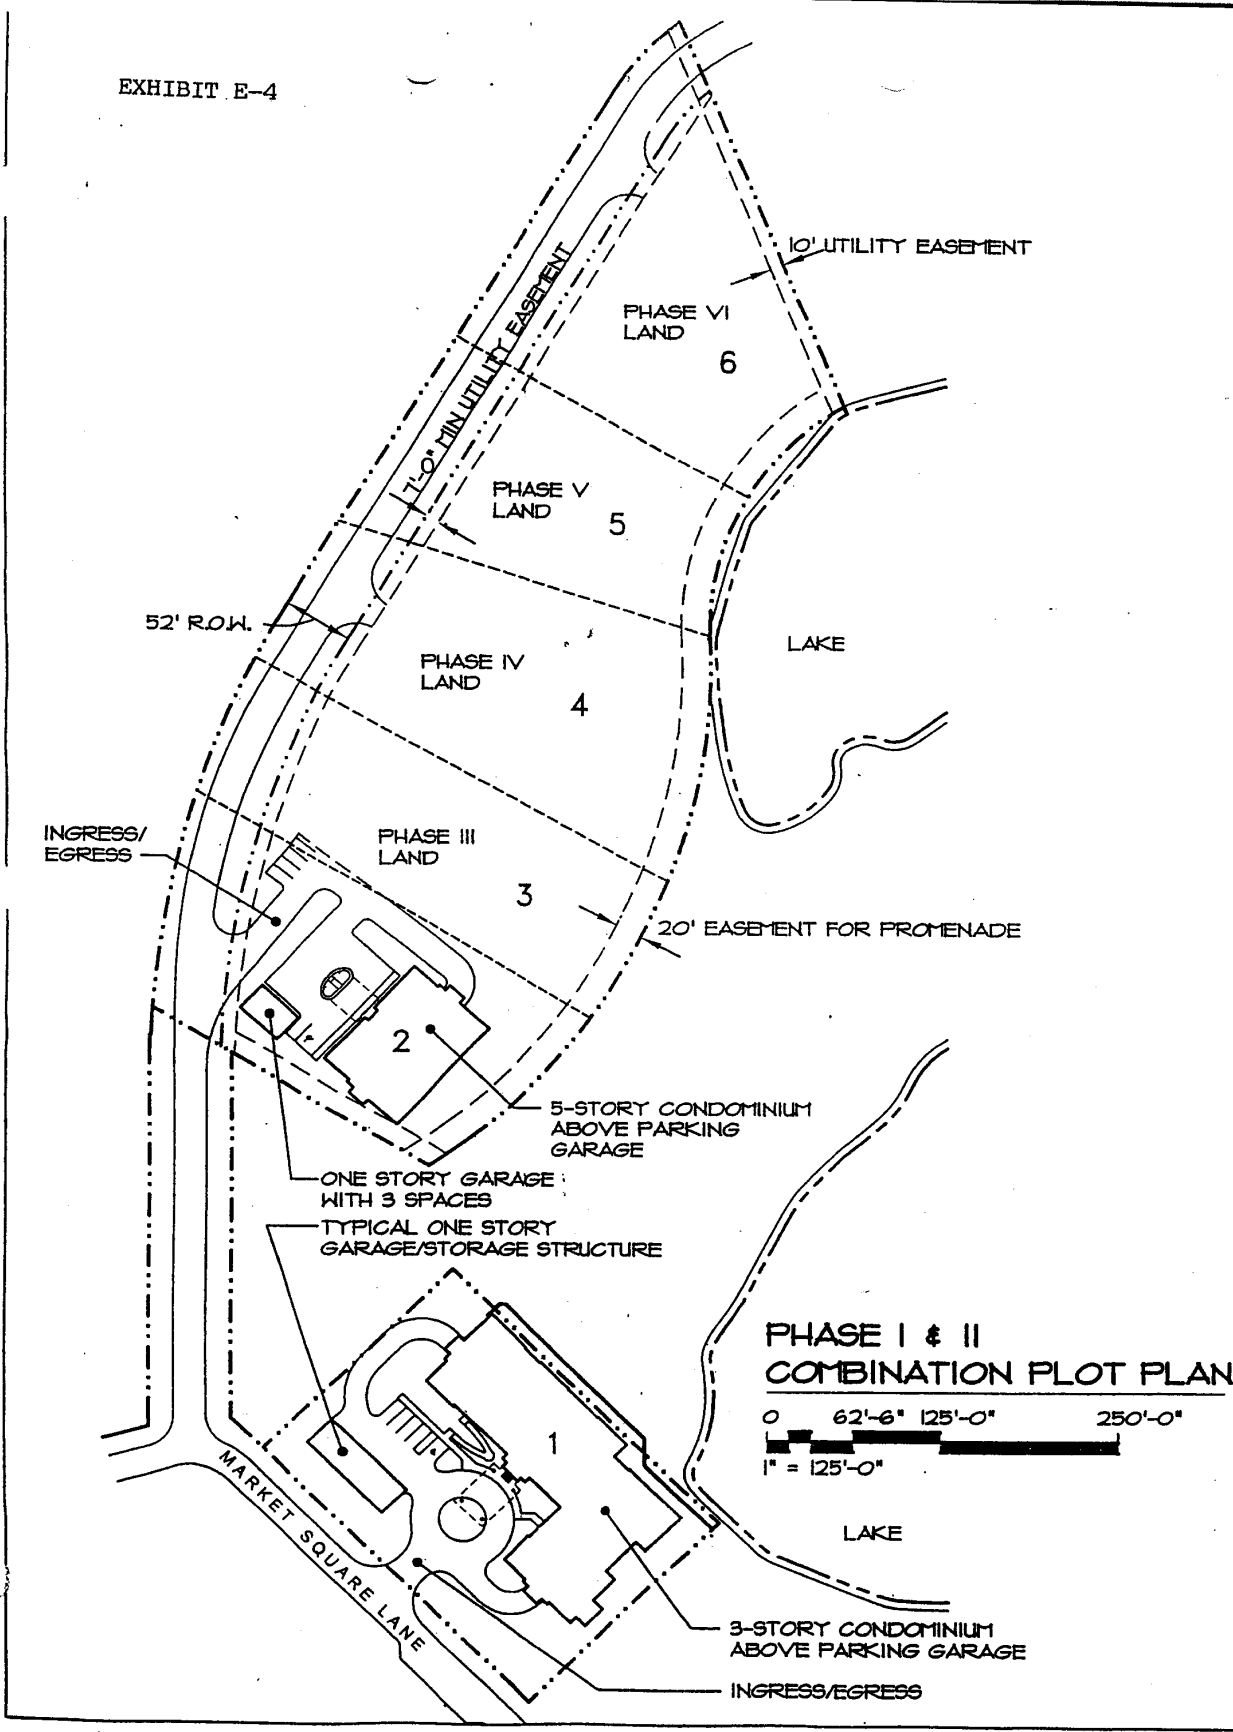 EXHIBIT E-4
10' UTILITY EASEMENT
PHASE VI
LAND
6
7'-0" MIN UTILITY EASEMENT
PHASE V
LAND
5
52' R.O.W.
LAKE
PHASE IV
LAND
4
INGRESS/
EGRESS
PHASE III
LAND
3
20' EASEMENT FOR PROMENADE
2
5-STORY CONDOMINIUM
ABOVE PARKING
GARAGE
ONE STORY GARAGE
WITH 3 SPACES
TYPICAL ONE STORY
GARAGE/STORAGE STRUCTURE
PHASE I & II
COMBINATION PLOT PLAN
0 62'-6" 125'-0" 250'-0"
1" = 125'-0"
1
MARKET SQUARE LANE
LAKE
3-STORY CONDOMINIUM
ABOVE PARKING GARAGE
INGRESS/EGRESS